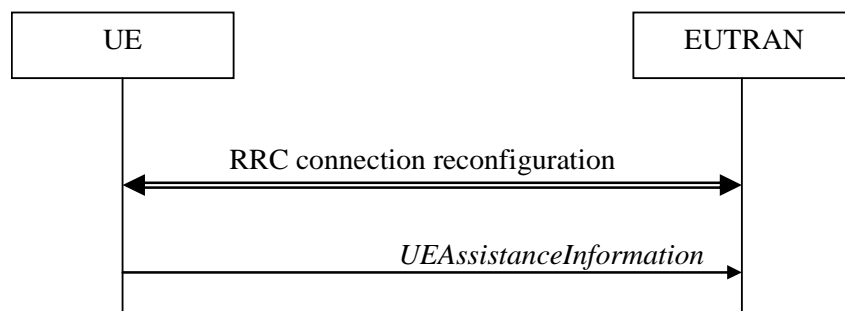 UE
EUTRAN
RRC connection reconfiguration
UEAssistanceInformation